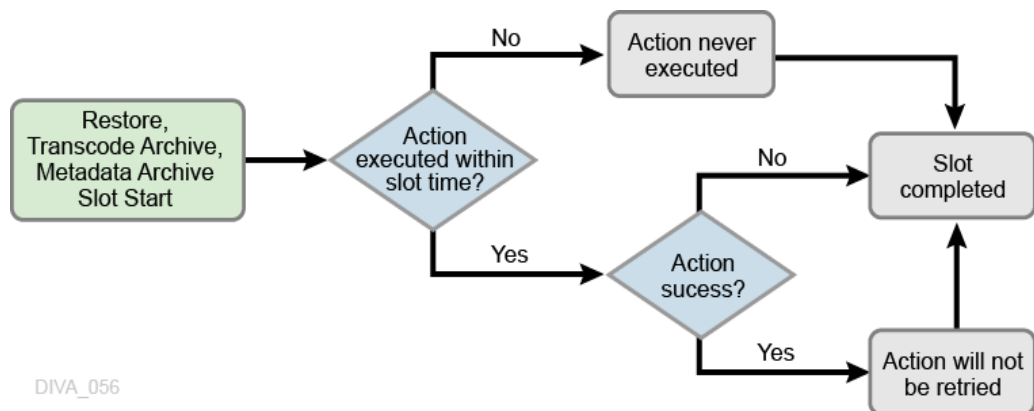 Restore,
Transcode Archive,
Metadata Archive
Slot Start
Action
executed within
slot time?
No
Action never
executed
Yes
Action
sucess?
No
Slot
completed
Yes
Action will not
be retried
DIVA_056